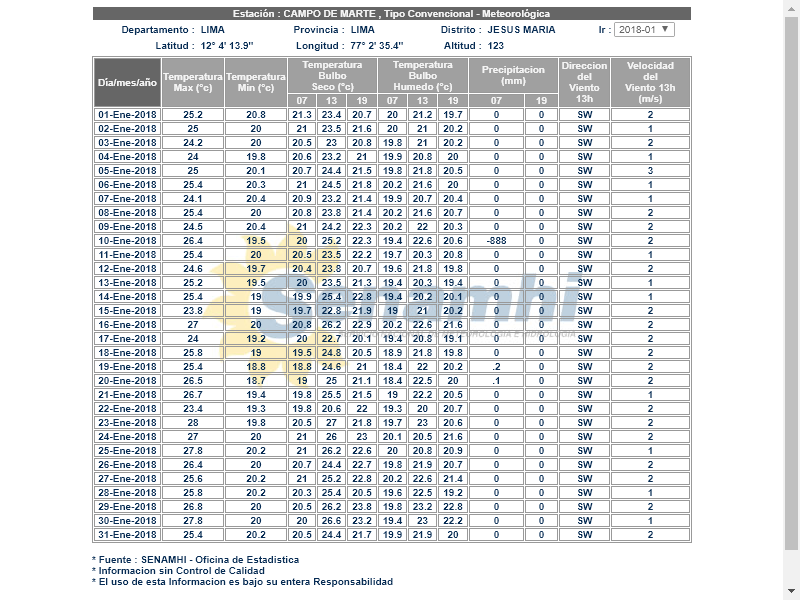 Estación : CAMPO DE MARTE , Tipo Convencional - Meteorológica
Departamento : LIMA Provincia : LIMA Distrito : JESUS MARIA Ir : 2018-01
Latitud : 12° 4' 13.9'' Longitud : 77° 2' 35.4'' Altitud : 123
Día/mes/año Temperatura Max (°c) Temperatura Min (°c) Temperatura Bulbo Seco (°c) Temperatura Bulbo Humedo (°c) Precipitacion (mm) Direccion del Viento 13h Velocidad del Viento 13h (m/s)
07 13 19 07 13 19 07 19
01-Ene-2018 25.2 20.8 21.3 23.4 20.7 20 21.2 19.7 0 0 SW 2
02-Ene-2018 25 20 21 23.5 21.6 20 21 20.2 0 0 SW 1
03-Ene-2018 24.2 20 20.5 23 20.8 19.8 21 20.2 0 0 SW 2
04-Ene-2018 24 19.8 20.6 23.2 21 19.9 20.8 20 0 0 SW 1
05-Ene-2018 25 20.1 20.7 24.4 21.5 19.8 21.8 20.5 0 0 SW 3
06-Ene-2018 25.4 20.3 21 24.5 21.8 20.2 21.6 20 0 0 SW 1
07-Ene-2018 24.1 20.4 20.9 23.2 21.4 19.9 20.7 20.4 0 0 SW 1
08-Ene-2018 25.4 20 20.8 23.8 21.4 20.2 21.6 20.7 0 0 SW 2
09-Ene-2018 24.5 20.4 21 24.2 22.3 20.2 22 20.3 0 0 SW 2
10-Ene-2018 26.4 19.5 20 25.2 22.3 19.4 22.6 20.6 -888 0 SW 2
11-Ene-2018 25.4 20 20.5 23.5 22.2 19.7 20.3 20.8 0 0 SW 1
12-Ene-2018 24.6 19.7 20.4 23.8 20.7 19.6 21.8 19.8 0 0 SW 2
13-Ene-2018 25.2 19.5 20 23.5 21.3 19.4 20.3 19.4 0 0 SW 1
14-Ene-2018 25.4 19 19.9 25.4 22.8 19.4 20.2 20.1 0 0 SW 1
15-Ene-2018 23.8 19 19.7 22.8 21.9 19 21 20.2 0 0 SW 2
16-Ene-2018 27 20 20.8 26.2 22.9 20.2 22.6 21.6 0 0 SW 2
17-Ene-2018 24 19.2 20 22.7 20.1 19.4 20.8 19.1 0 0 SW 2
18-Ene-2018 25.8 19 19.5 24.8 20.5 18.9 21.8 19.8 0 0 SW 2
19-Ene-2018 25.4 18.8 18.8 24.6 21 18.4 22 20.2 .2 0 SW 2
20-Ene-2018 26.5 18.7 19 25 21.1 18.4 22.5 20 .1 0 SW 2
21-Ene-2018 26.7 19.4 19.8 25.5 21.5 19 22.2 20.5 0 0 SW 1
22-Ene-2018 23.4 19.3 19.8 20.6 22 19.3 20 20.7 0 0 SW 2
23-Ene-2018 28 19.8 20.5 27 21.8 19.7 23 20.6 0 0 SW 2
24-Ene-2018 27 20 21 26 23 20.1 20.5 21.6 0 0 SW 2
25-Ene-2018 27.8 20.2 21 26.2 22.6 20 20.8 20.9 0 0 SW 1
26-Ene-2018 26.4 20 20.7 24.4 22.7 19.8 21.9 20.7 0 0 SW 2
27-Ene-2018 25.6 20.2 21 25.2 22.8 20.2 22.6 21.4 0 0 SW 2
28-Ene-2018 25.8 20.2 20.3 25.4 20.5 19.6 22.5 19.2 0 0 SW 1
29-Ene-2018 26.8 20 20.5 26.2 23.8 19.8 23.2 22.8 0 0 SW 2
30-Ene-2018 27.8 20 20 26.6 23.2 19.4 23 22.2 0 0 SW 1
31-Ene-2018 25.4 20.2 20.5 24.4 21.7 19.9 21.9 20 0 0 SW 2
Senamhi
* Fuente : SENAMHI - Oficina de Estadistica
* Informacion sin Control de Calidad
* El uso de esta Informacion es bajo su entera Responsabilidad